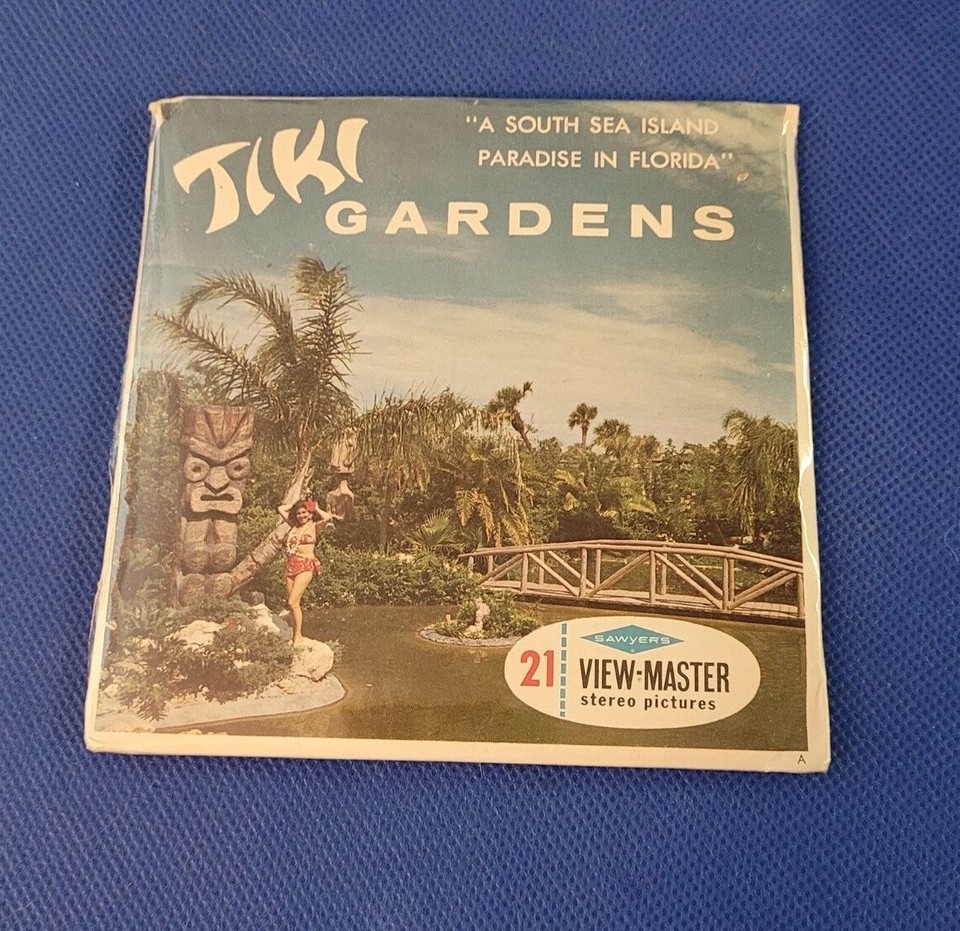 TIKI
GARDENS
"A SOUTH SEA ISLAND
PARADISE IN FLORIDA"
21
SAWYER'S
VIEW-MASTER
stereo pictures
A